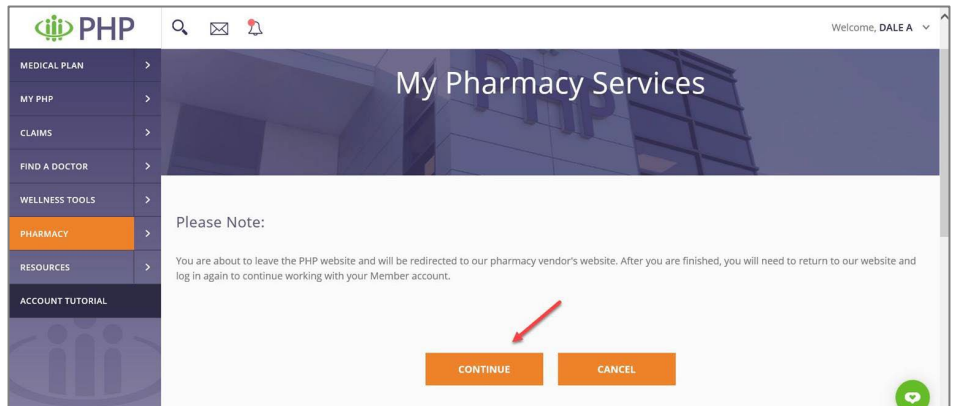 PHP
Welcome, DALE A
MEDICAL PLAN
MY PHP
CLAIMS
FIND A DOCTOR
WELLNESS TOOLS
PHARMACY
RESOURCES
ACCOUNT TUTORIAL
My Pharmacy Services
PHP
Please Note:
You are about to leave the PHP website and will be redirected to our pharmacy vendor's website. After you are finished, you will need to return to our website and
log in again to continue working with your Member account.
CONTINUE
CANCEL